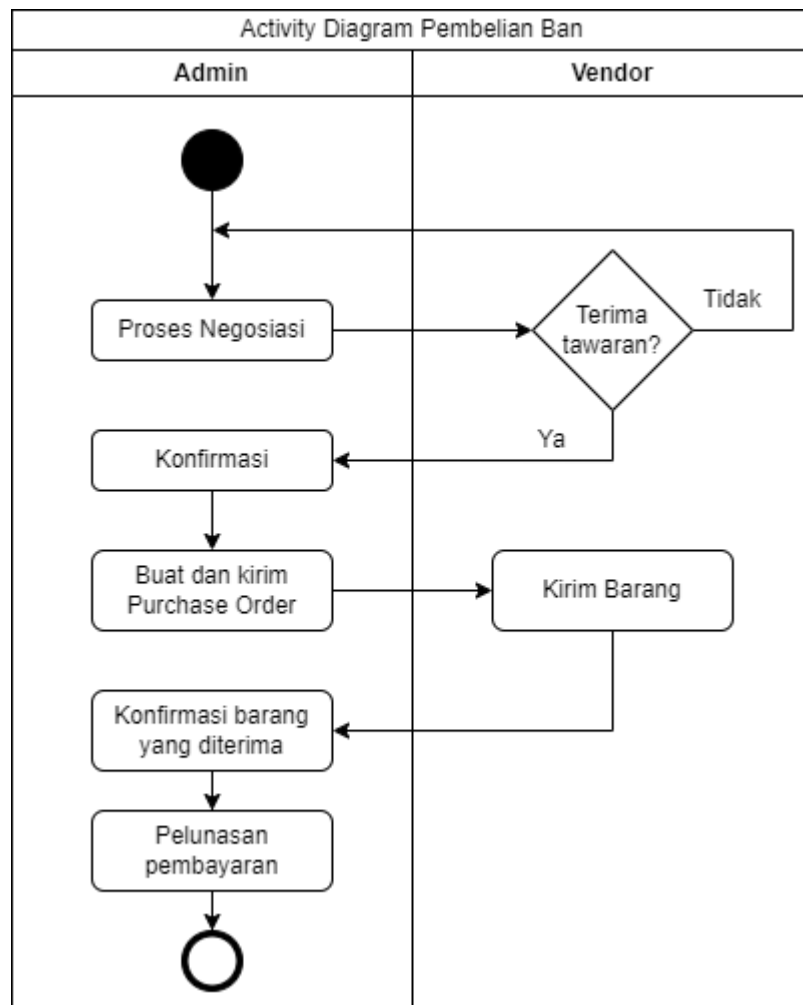 Activity Diagram Pembelian Ban
Admin
Vendor
Proses Negosiasi
Terima
tawaran?
Tidak
Ya
Konfirmasi
Buat dan kirim
Purchase Order
Kirim Barang
Konfirmasi barang
yang diterima
Pelunasan
pembayaran